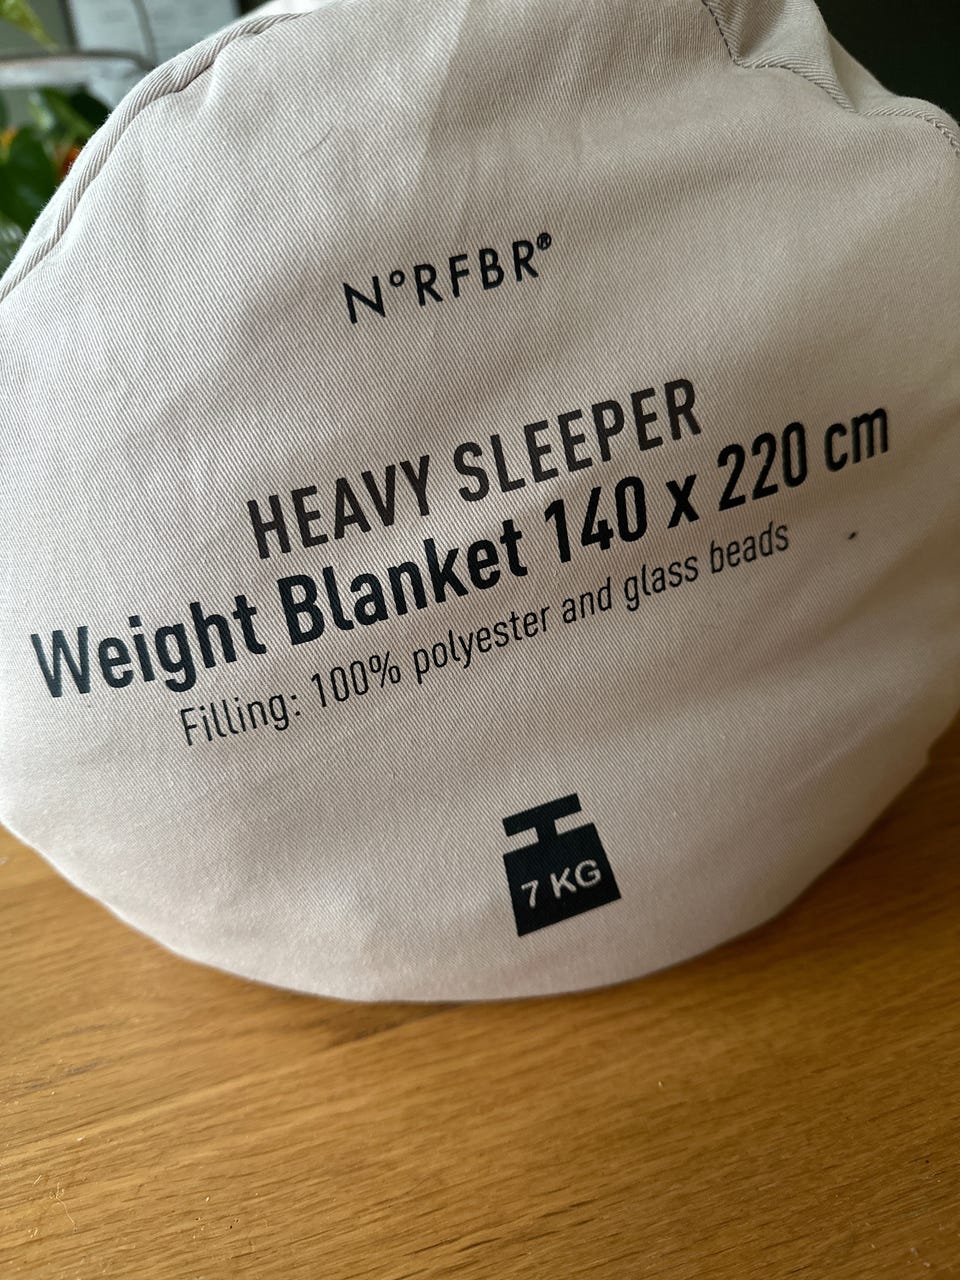 N°RFBR®
HEAVY SLEEPER
Weight Blanket 140 x 220 cm
Filling: 100% polyester and glass beads
7 KG